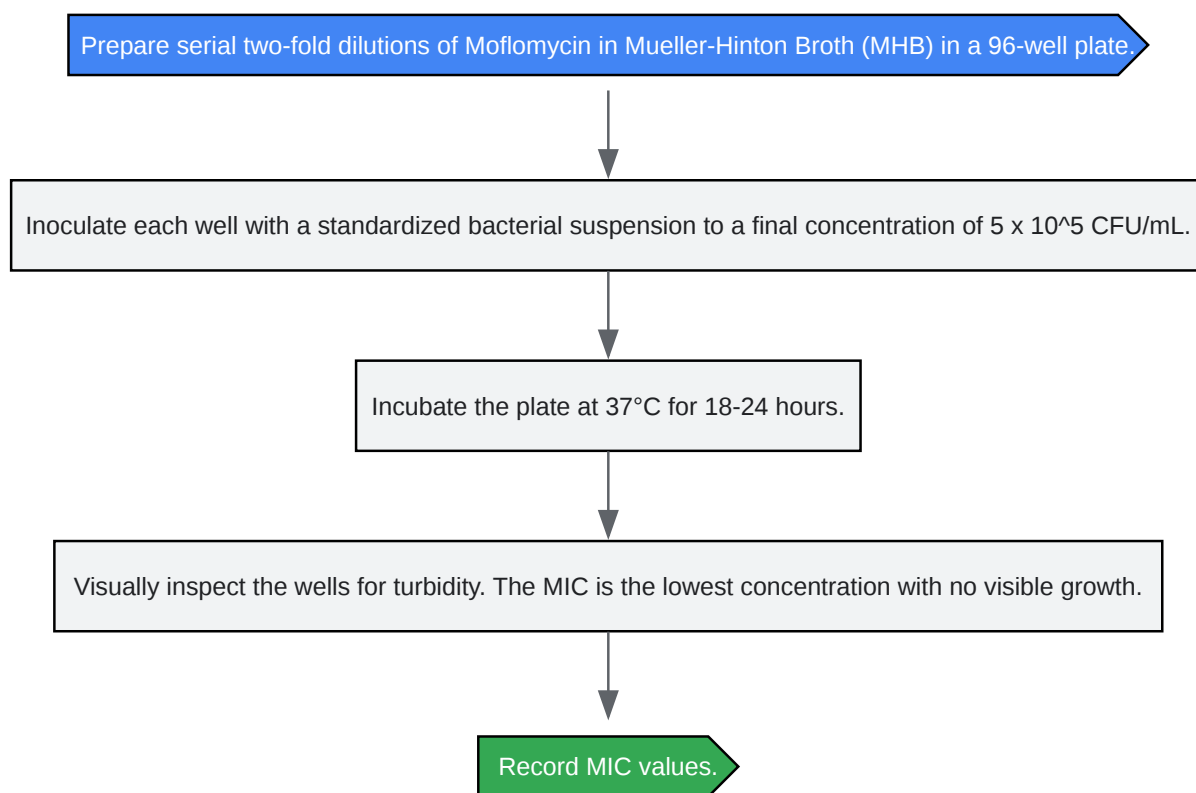 Prepare serial two-fold dilutions of Moflomycin in Mueller-Hinton Broth (MHB) in a 96-well plate.
Inoculate each well with a standardized bacterial suspension to a final concentration of 5 x 10^5 CFU/mL.
Incubate the plate at 37°C for 18-24 hours.
Visually inspect the wells for turbidity. The MIC is the lowest concentration with no visible growth.
Record MIC values.